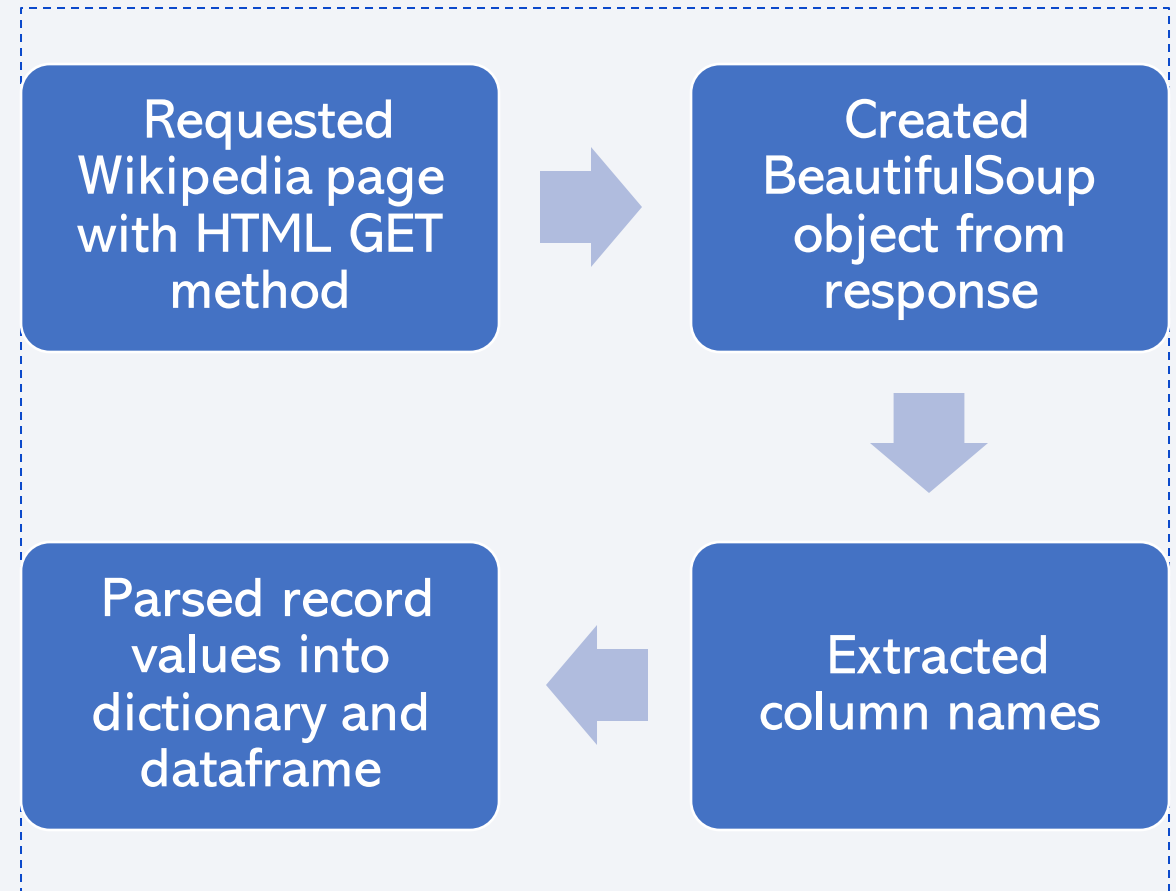 Requested
Wikipedia page
with HTML GET
method
Created
BeautifulSoup
object from
response
Extracted
column names
Parsed record
values into
dictionary and
dataframe